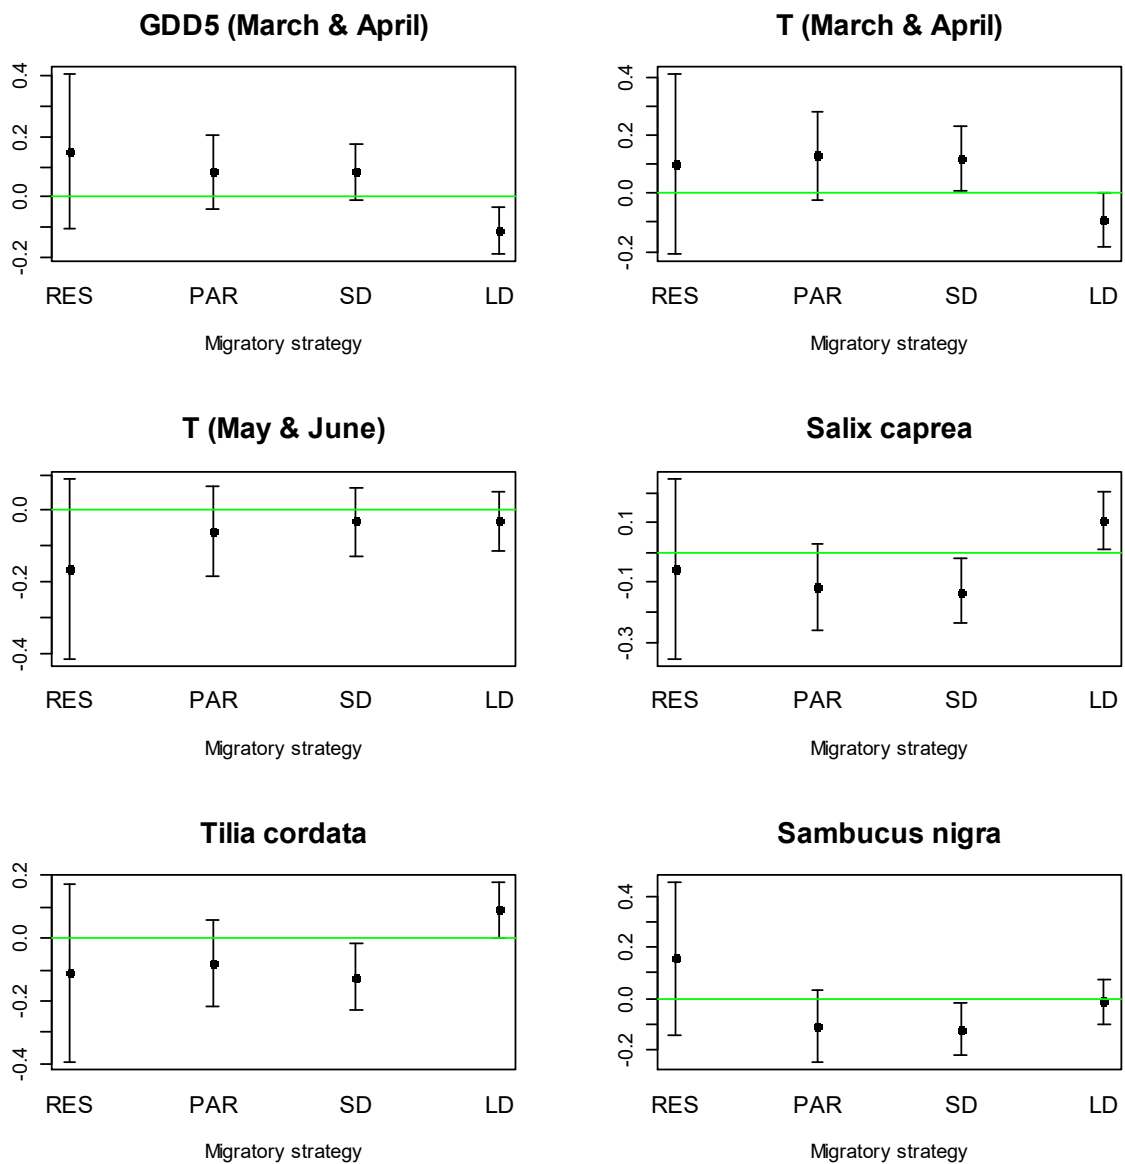 GDD5 (March & April)
0.4
0.2
0.0
-0.2
RES PAR SD LD
Migratory strategy
T (March & April)
0.4
0.2
0.0
-0.2
RES PAR SD LD
Migratory strategy
T (May & June)
0.0
-0.2
-0.4
RES PAR SD LD
Migratory strategy
Salix caprea
0.1
-0.1
-0.3
RES PAR SD LD
Migratory strategy
Tilia cordata
0.2
0.0
-0.2
-0.4
RES PAR SD LD
Migratory strategy
Sambucus nigra
0.4
0.2
0.0
-0.2
RES PAR SD LD
Migratory strategy